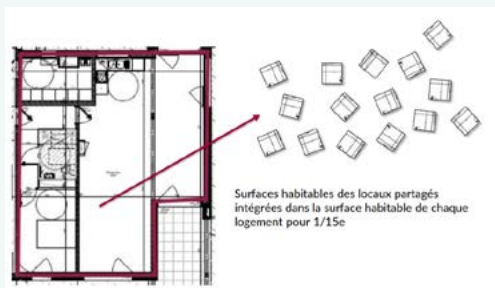 Surfaces habitables des locaux partagés
intégrées dans la surface habitable de chaque
logement pour 1/15e